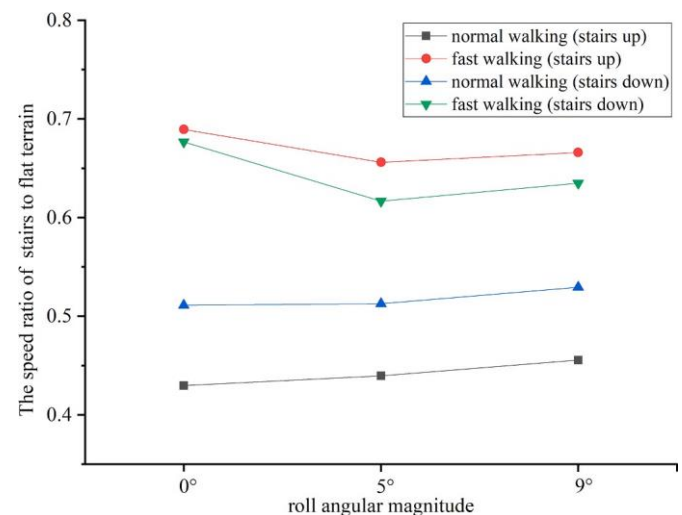 0.8
0.7
0.6
0.5
0.4
The speed ratio of stairs to flat terrain
normal walking (stairs up)
fast walking (stairs up)
normal walking (stairs down)
fast walking (stairs down)
0° 5° 9°
roll angular magnitude